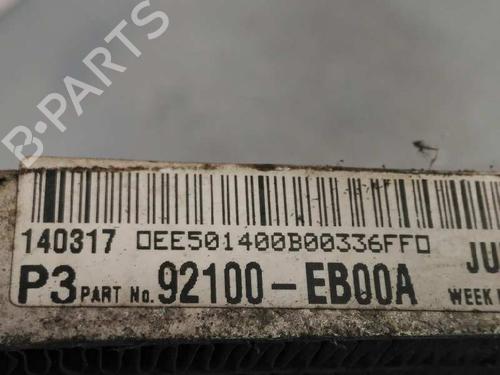 B-PARTS
140317 0EE501400B00336FF0
P3 PART No. 92100-EB00A
JU
WEEK